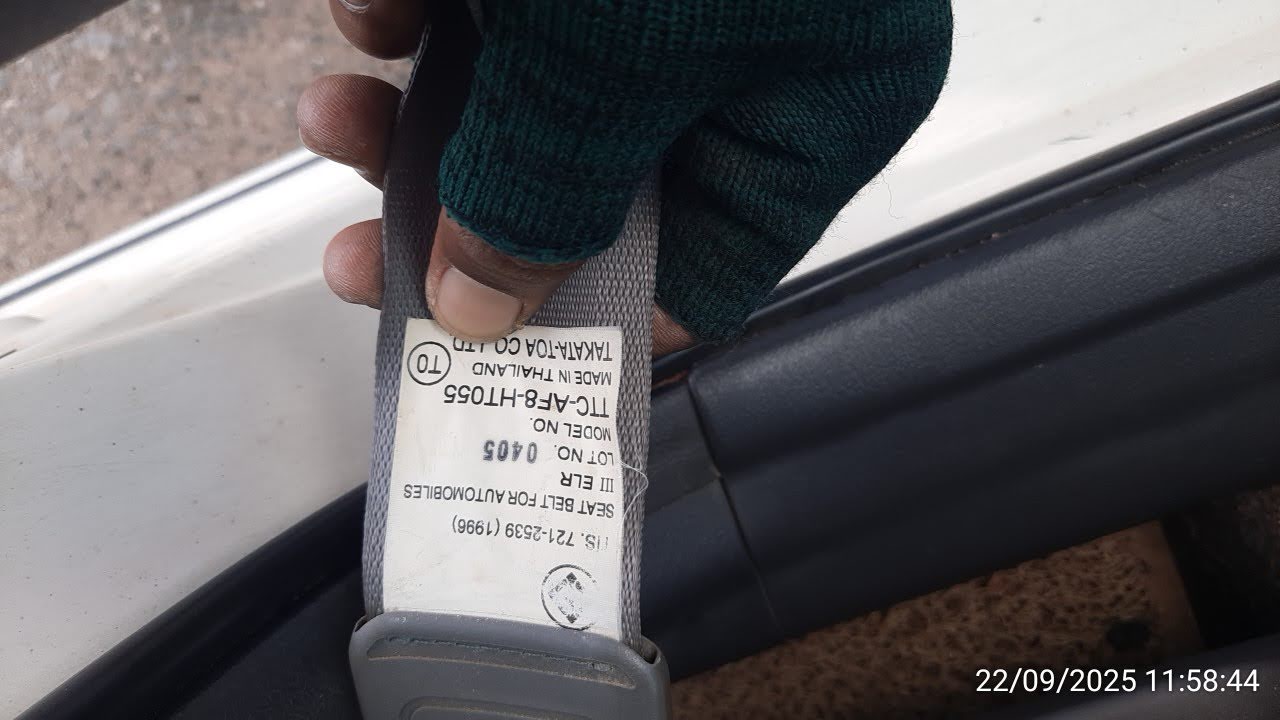 TIS. 721-2539 (1996)
SEAT BELT FOR AUTOMOBILES
III ELR
LOT NO. 0405
MODEL NO.
TTC-AF8-HT055
MADE IN THAILAND
TAKATA-TOA CO.,LTD.
TO
22/09/2025 11:58:44